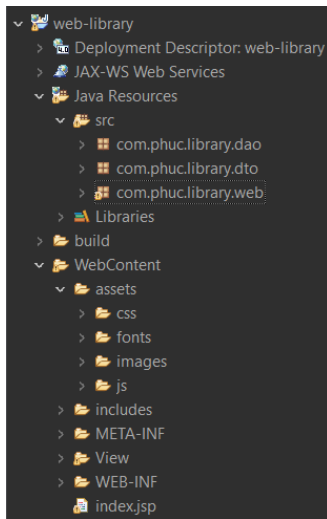 web-library
Deployment Descriptor: web-library
JAX-WS Web Services
Java Resources
src
com.phuc.library.dao
com.phuc.library.dto
com.phuc.library.web
Libraries
build
WebContent
assets
css
fonts
images
js
includes
META-INF
View
WEB-INF
index.jsp